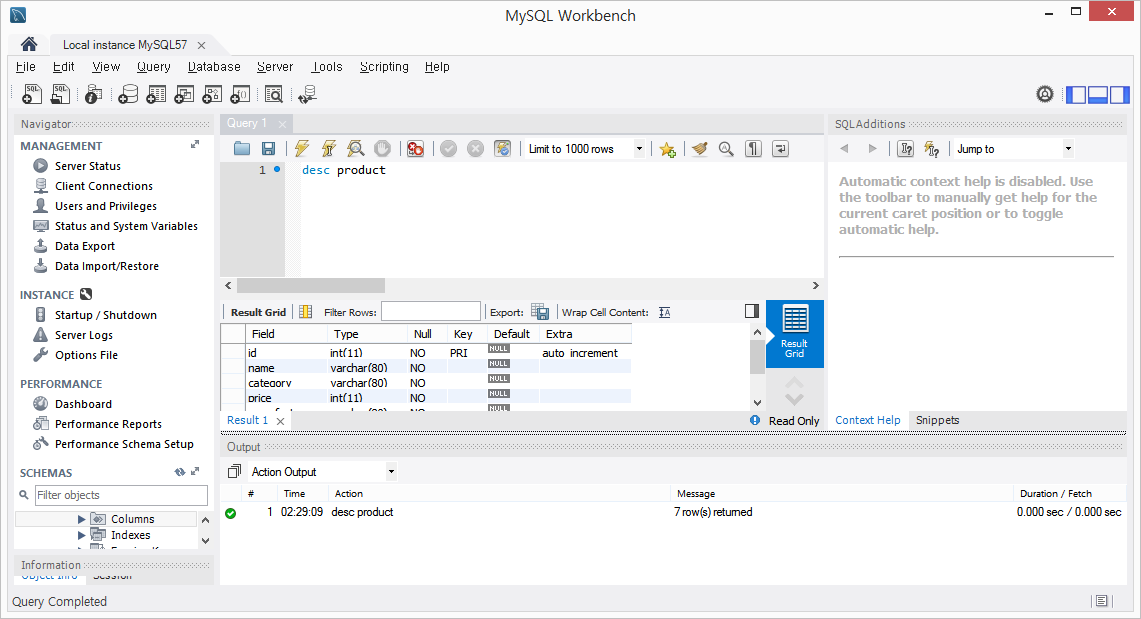 MySQL Workbench
Local instance MySQL57
File Edit View Query Database Server Tools Scripting Help
Navigator
MANAGEMENT
Server Status
Client Connections
Users and Privileges
Status and System Variables
Data Export
Data Import/Restore
INSTANCE
Startup / Shutdown
Server Logs
Options File
PERFORMANCE
Dashboard
Performance Reports
Performance Schema Setup
SCHEMAS
Filter objects
Columns
Indexes
Information
Object Info Session
Query Completed
Query 1
Limit to 1000 rows
1 desc product
Result Grid Filter Rows: Export: Wrap Cell Content:
Field Type Null Key Default Extra
id int(11) NO PRI NULL auto_increment
name varchar(80) NO NULL
category varchar(80) NO NULL
price int(11) NO NULL
NULL
Result Grid
Result 1
Read Only
SQLAdditions
Jump to
Automatic context help is disabled. Use
the toolbar to manually get help for the
current caret position or to toggle
automatic help.
Context Help Snippets
Output
Action Output
# Time Action Message Duration / Fetch
1 02:29:09 desc product 7 row(s) returned 0.000 sec / 0.000 sec